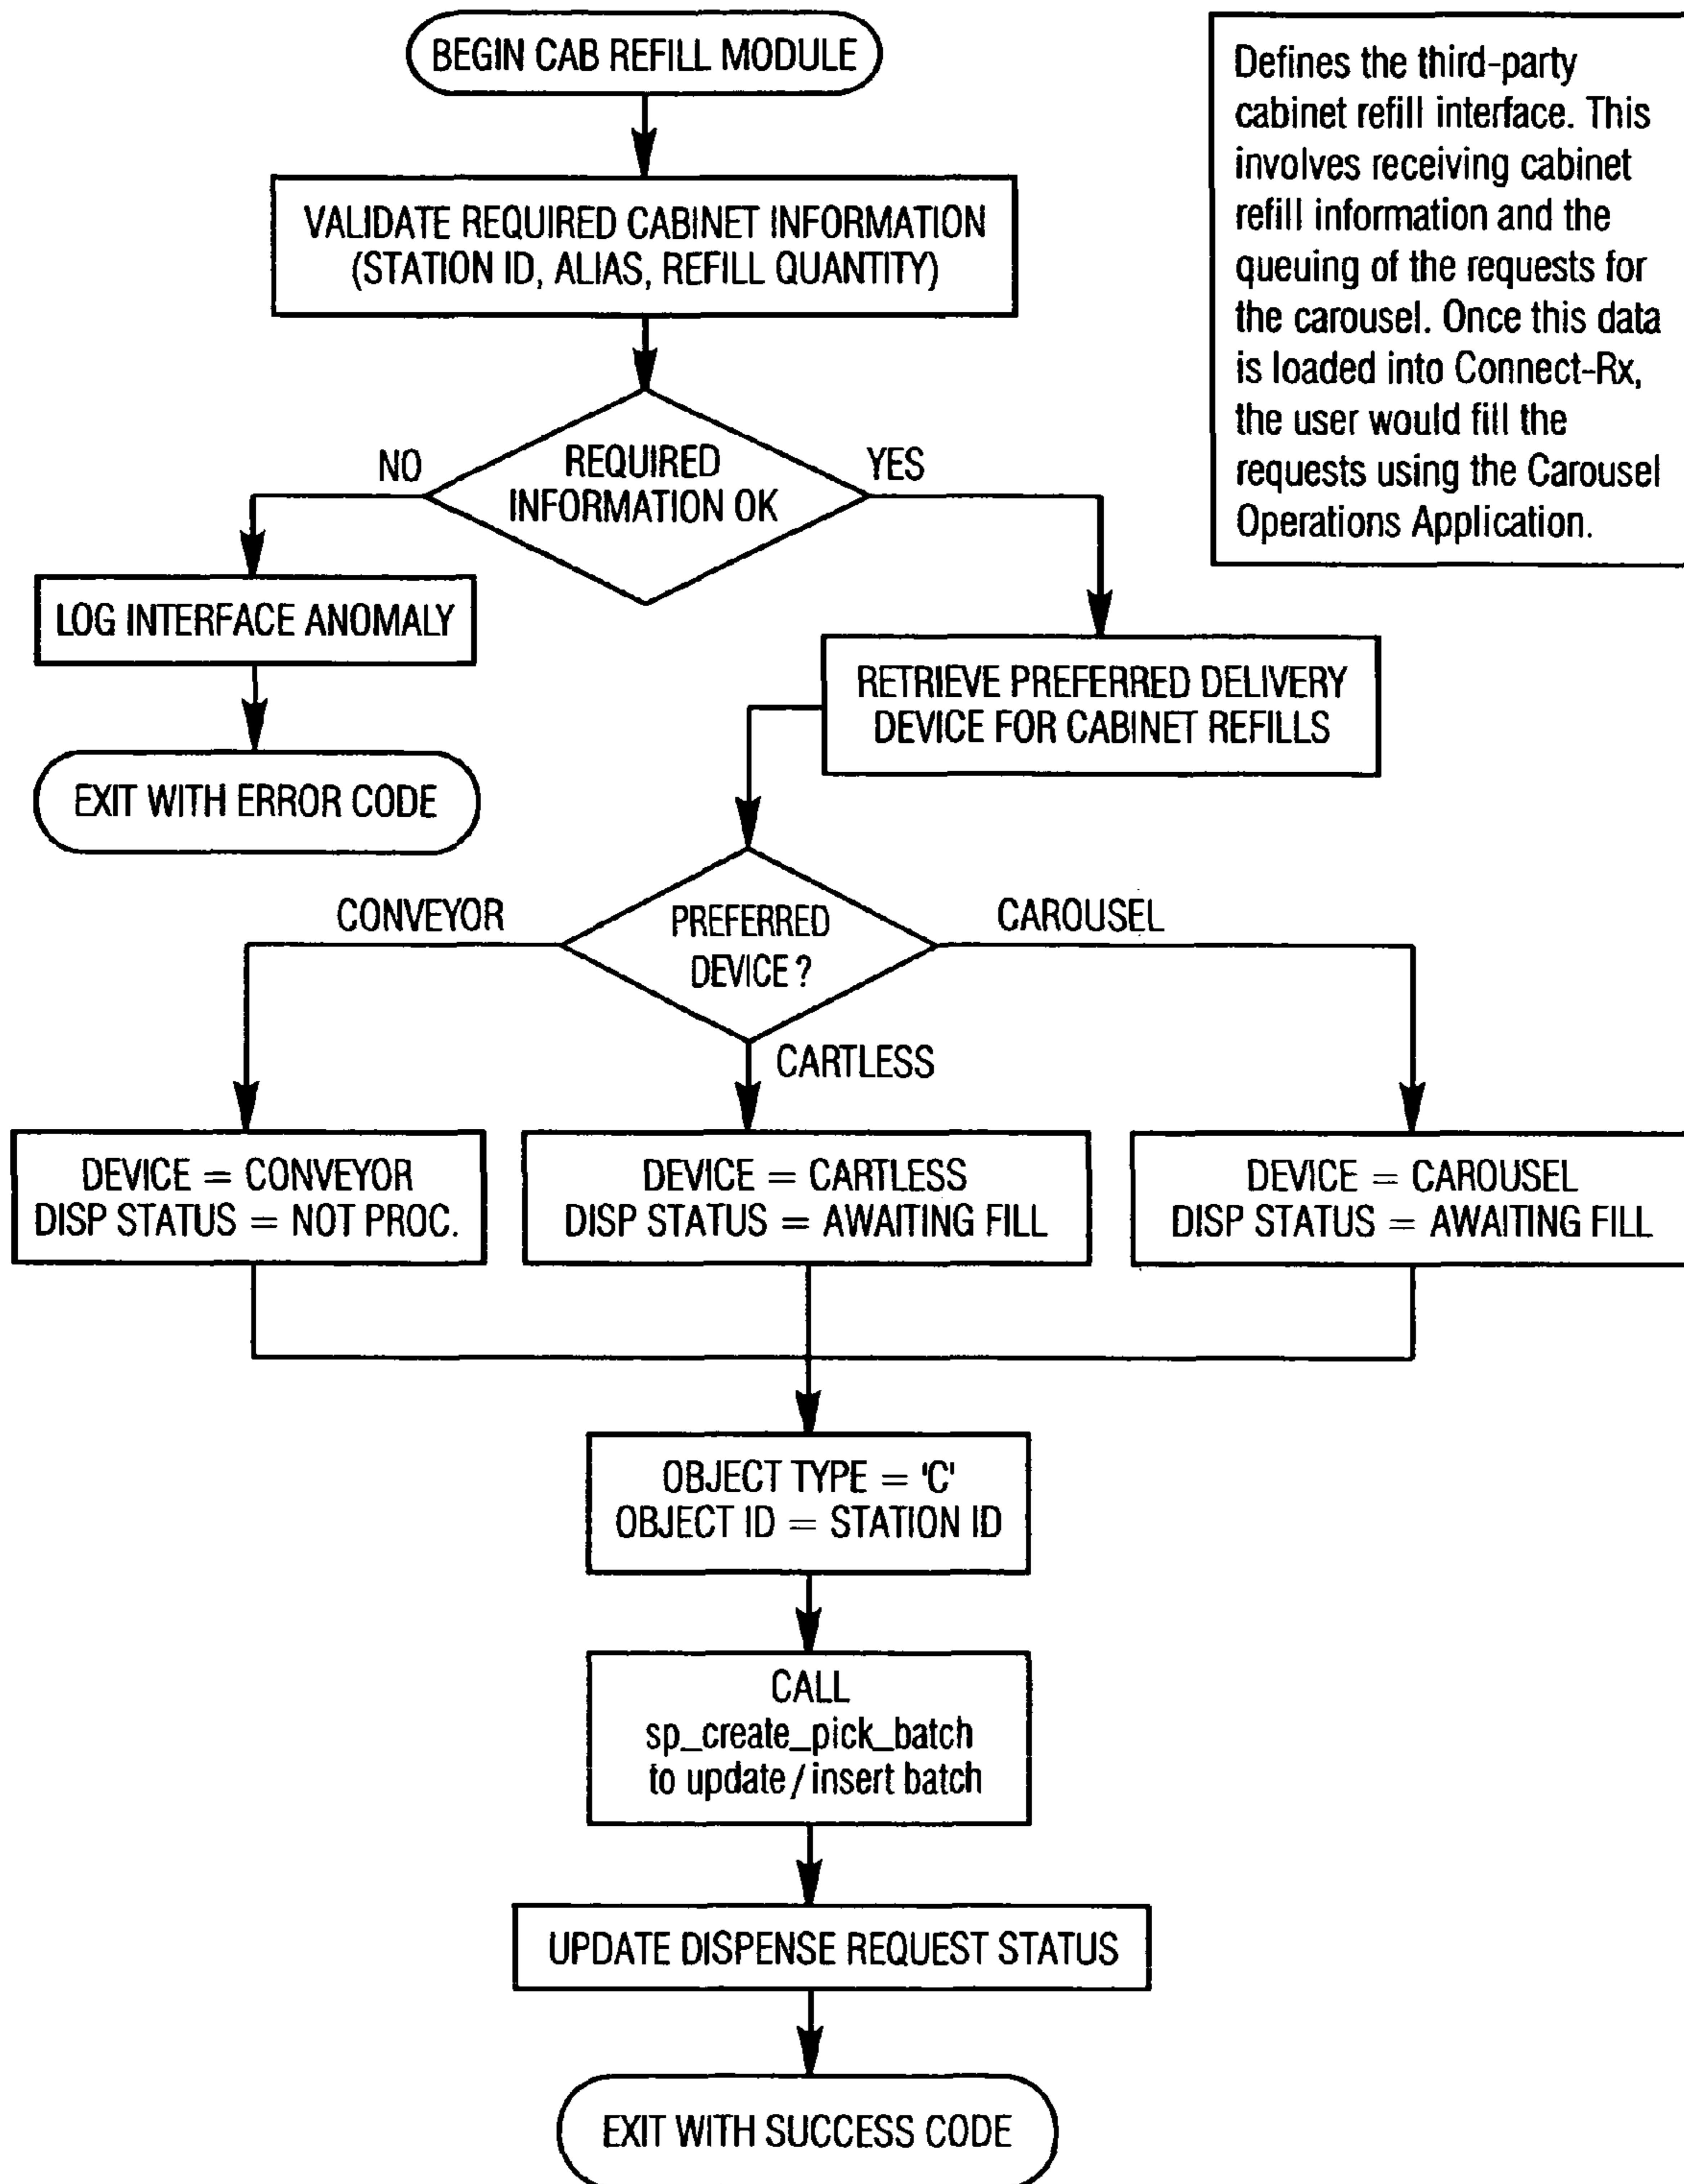 BEGIN CAB REFILL MODULE
Defines the third-party
cabinet refill interface. This
involves receiving cabinet
refill information and the
queuing of the requests for
the carousel. Once this data
is loaded into Connect-Rx,
the user would fill the
requests using the Carousel
Operations Application.
VALIDATE REQUIRED CABINET INFORMATION
(STATION ID, ALIAS, REFILL QUANTITY)
REQUIRED
INFORMATION OK
NO
YES
LOG INTERFACE ANOMALY
EXIT WITH ERROR CODE
RETRIEVE PREFERRED DELIVERY
DEVICE FOR CABINET REFILLS
PREFERRED
DEVICE ?
CONVEYOR
CAROUSEL
CARTLESS
DEVICE = CONVEYOR
DISP STATUS = NOT PROC.
DEVICE = CARTLESS
DISP STATUS = AWAITING FILL
DEVICE = CAROUSEL
DISP STATUS = AWAITING FILL
OBJECT TYPE = 'C'
OBJECT ID = STATION ID
CALL
sp_create_pick_batch
to update / insert batch
UPDATE DISPENSE REQUEST STATUS
EXIT WITH SUCCESS CODE